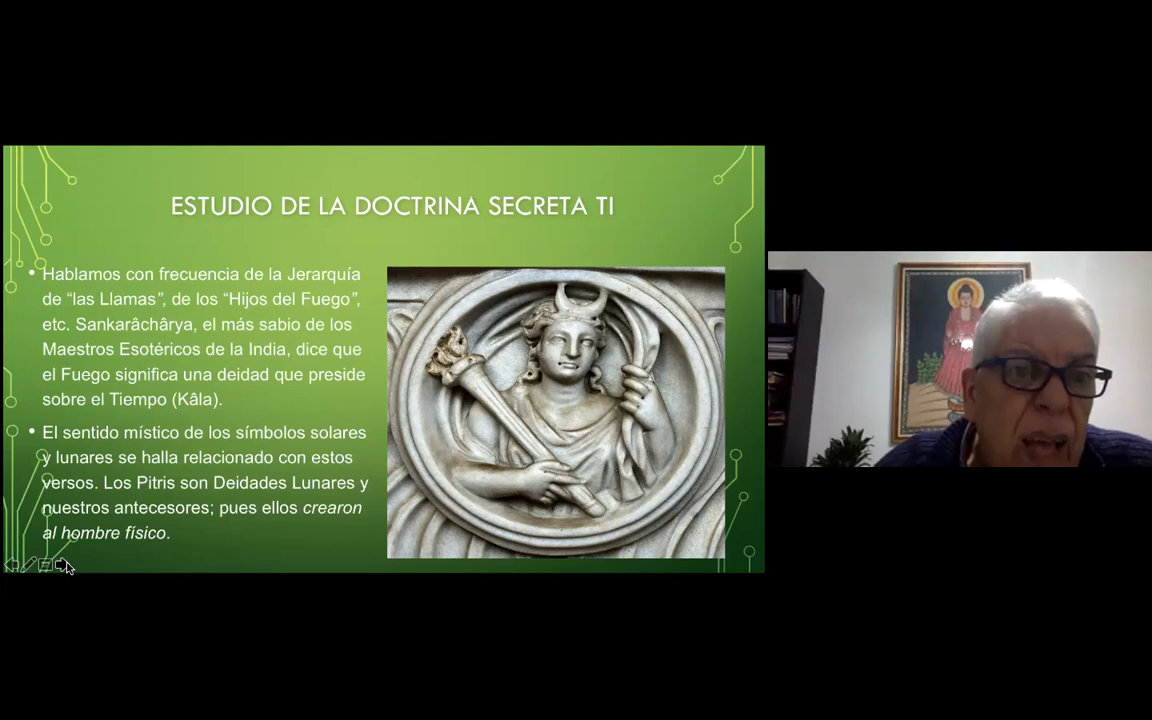 ESTUDIO DE LA DOCTRINA SECRETA TI
• Hablamos con frecuencia de la Jerarquía
de “las Llamas”, de los “Hijos del Fuego”,
etc. Sankarâchârya, el más sabio de los
Maestros Esotéricos de la India, dice que
el Fuego significa una deidad que preside
sobre el Tiempo (Kâla).
• El sentido místico de los símbolos solares
y lunares se halla relacionado con estos
versos. Los Pitris son Deidades Lunares y
nuestros antecesores; pues ellos crearon
al hombre físico.